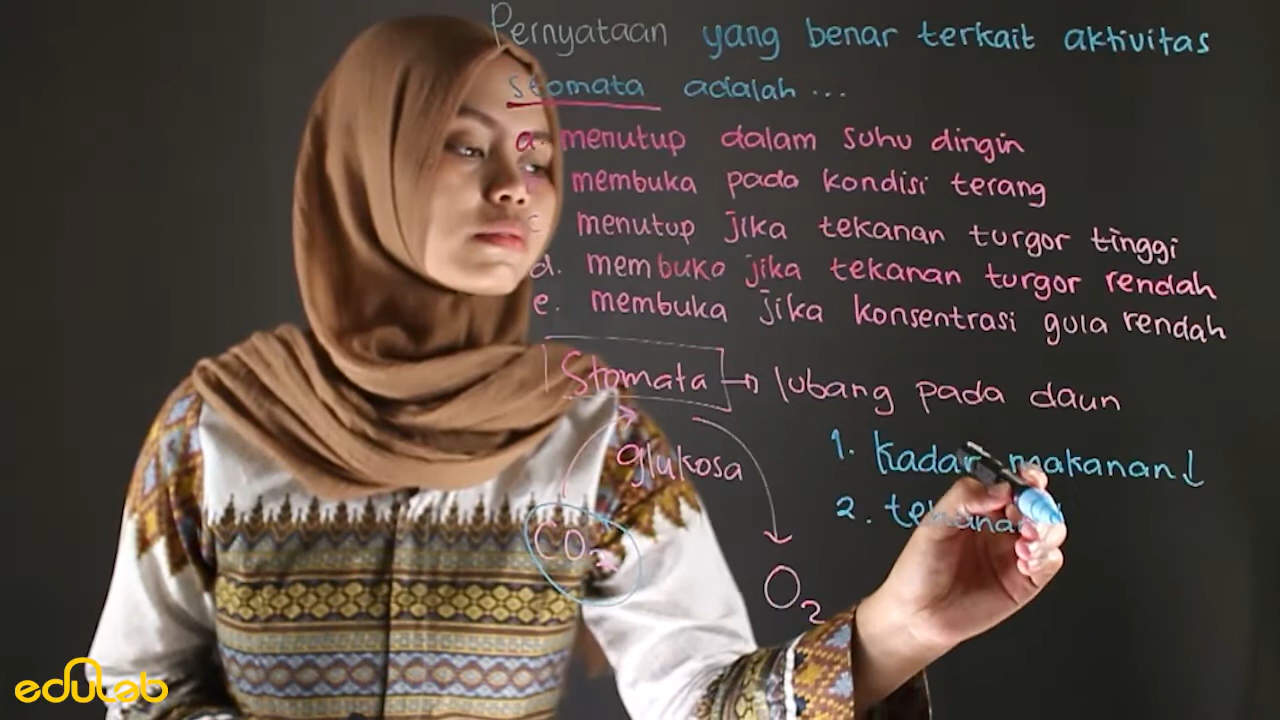 Pernyataan yang benar terkait aktivitas
stomata adalah ...
a. menutup dalam suhu dingin
membuka pada kondisi terang
c menutup jika tekanan turgor tinggi
d. membuka jika tekanan turgor rendah
e. membuka jika konsentrasi gula rendah
Stomata → lubang pada daun
glukosa
1. kadar makanan ↓
2. tekanan
CO2
O2
edulab